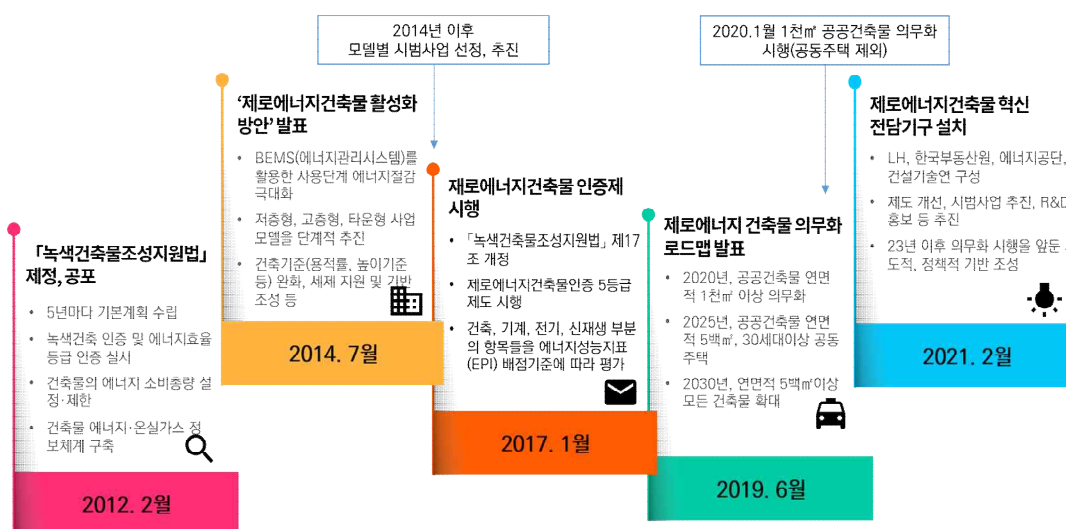 2014년 이후
모델별 시범사업 선정, 추진
2020.1월 1천㎡ 공공건축물 의무화
시행(공동주택 제외)
「녹색건축물조성지원법」
제정, 공포
• 5년마다 기본계획 수립
• 녹색건축 인증 및 에너지효율
등급 인증 실시
• 건축물의 에너지 소비총량 설
정·제한
• 건축물 에너지·온실가스 정
보체계 구축
2012. 2월
‘제로에너지건축물 활성화
방안’ 발표
• BEMS(에너지관리시스템)를
활용한 사용단계 에너지절감
극대화
• 저층형, 고층형, 타운형 사업
모델을 단계적 추진
• 건축기준(용적률, 높이기준
등) 완화, 세제 지원 및 기반
조성 등
2014. 7월
재로에너지건축물 인증제
시행
• 「녹색건축물조성지원법」 제17
조 개정
• 제로에너지건축물인증 5등급
제도 시행
• 건축, 기계, 전기, 신재생 부분
의 항목들을 에너지성능지표
(EPI) 배점기준에 따라 평가
2017. 1월
제로에너지 건축물 의무화
로드맵 발표
• 2020년, 공공건축물 연면
적 1천㎡ 이상 의무화
• 2025년, 공공건축물 연면
적 5백㎡, 30세대이상 공동
주택
• 2030년, 연면적 5백㎡이상
모든 건축물 확대
2019. 6월
제로에너지건축물 혁신
전담기구 설치
• LH, 한국부동산원, 에너지공단,
건설기술연 구성
• 제도 개선, 시범사업 추진, R&D
홍보 등 추진
• 23년 이후 의무화 시행을 앞둔
도적, 정책적 기반 조성
2021. 2월